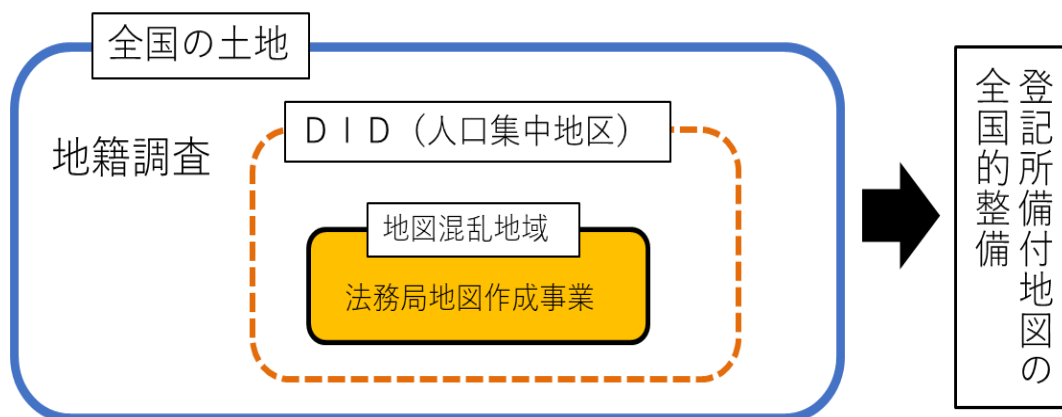 全国の土地
地籍調査
ＤＩＤ（人口集中地区）
地図混乱地域
法務局地図作成事業
登記所備付地図の
全国的整備